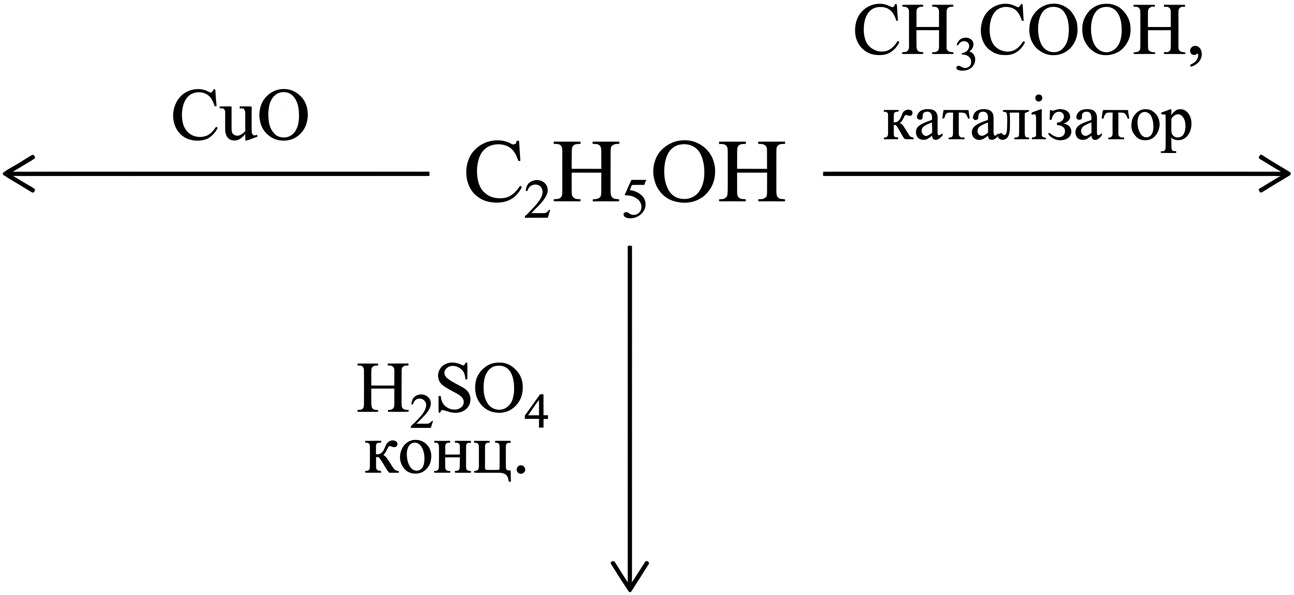 CH₃COOH,
каталізатор
CuO
C₂H₅OH
H₂SO₄
конц.